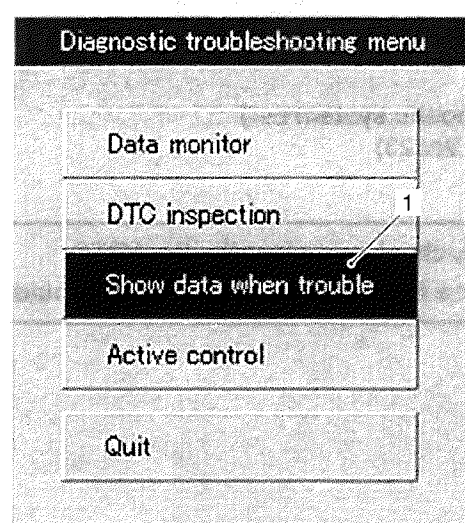 Diagnostic troubleshooting menu
Data monitor
DTC inspection
1
Show data when trouble
Active control
Quit